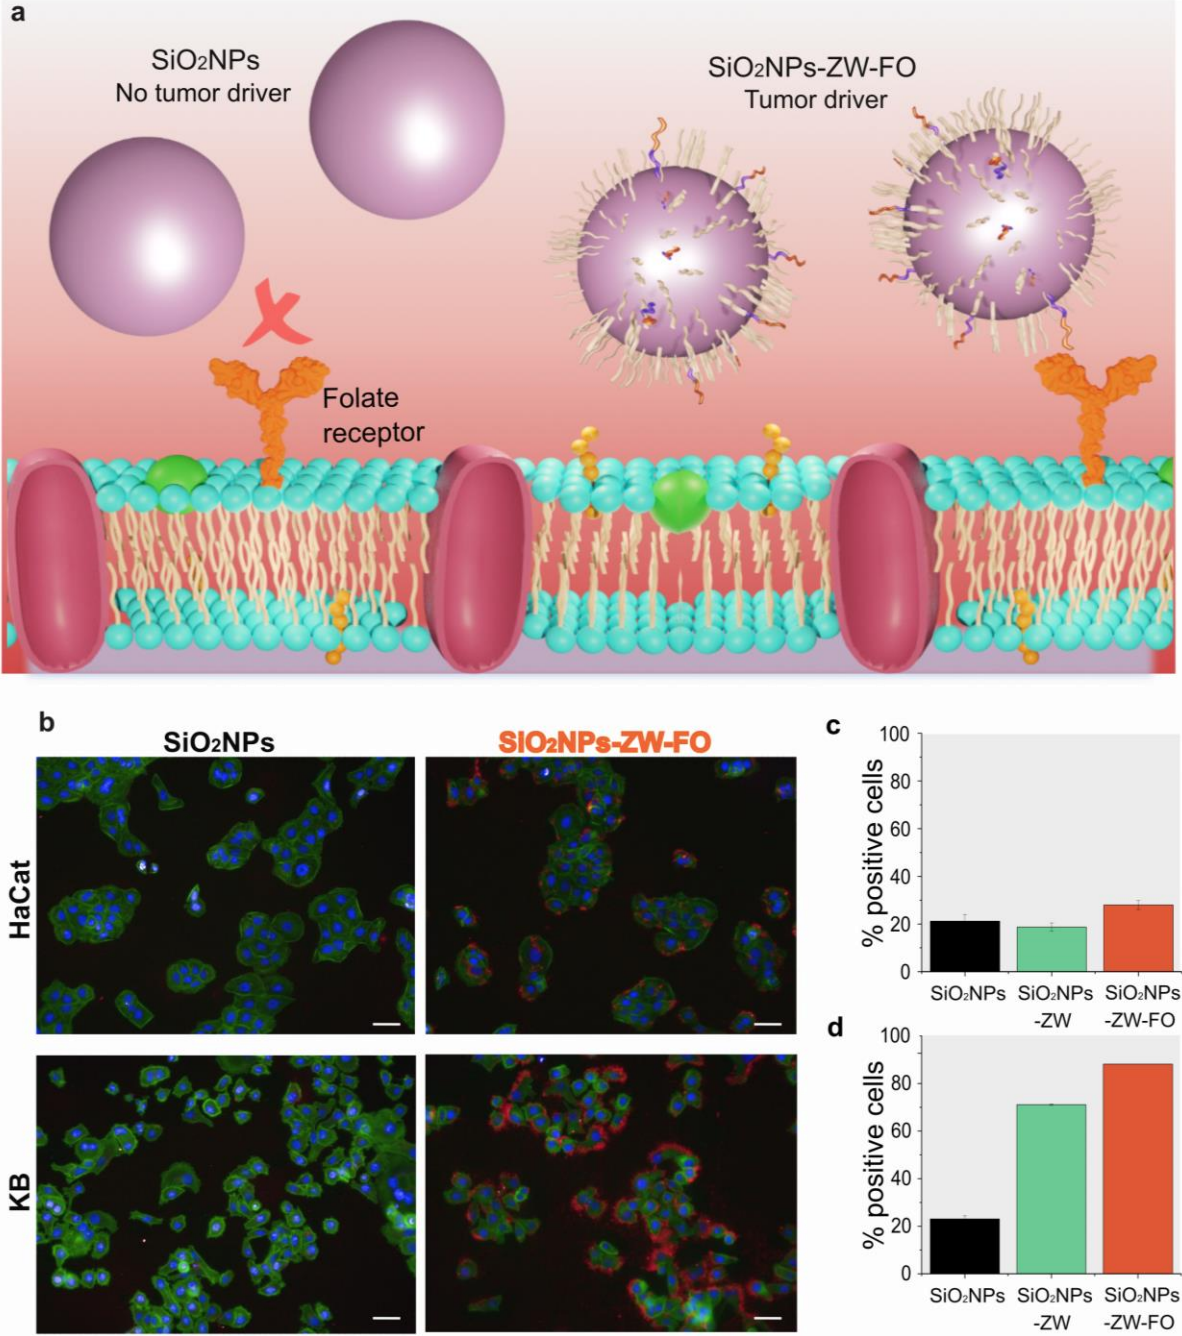 a
SiO₂NPs
No tumor driver
SiO₂NPs-ZW-FO
Tumor driver
Folate
receptor
b
SiO₂NPs
SIO₂NPs-ZW-FO
HaCat
KB
c
% positive cells
100
80
60
40
20
0
SiO₂NPs
SiO₂NPs
-ZW
SiO₂NPs
-ZW-FO
d
% positive cells
100
80
60
40
20
0
SiO₂NPs
SiO₂NPs
-ZW
SiO₂NPs
-ZW-FO